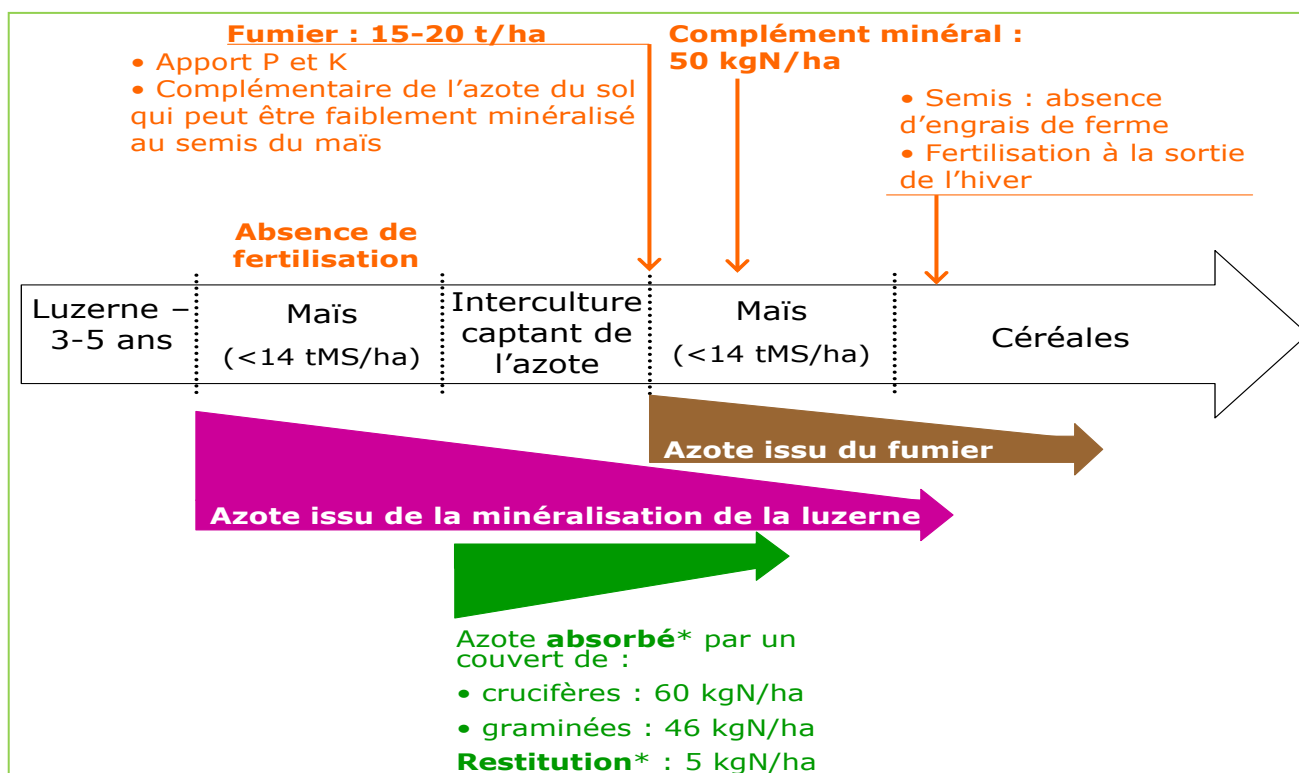 Fumier : 15-20 t/ha
• Apport P et K
• Complémentaire de l'azote du sol
qui peut être faiblement minéralisé
au semis du maïs
Complément minéral :
50 kgN/ha
• Semis : absence
d'engrais de ferme
• Fertilisation à la sortie
de l'hiver
Absence de
fertilisation
Luzerne –
3-5 ans
Maïs
(<14 tMS/ha)
Interculture
captant de
l'azote
Maïs
(<14 tMS/ha)
Céréales
Azote issu du fumier
Azote issu de la minéralisation de la luzerne
Azote absorbé* par un
couvert de :
• crucifères : 60 kgN/ha
• graminées : 46 kgN/ha
Restitution* : 5 kgN/ha